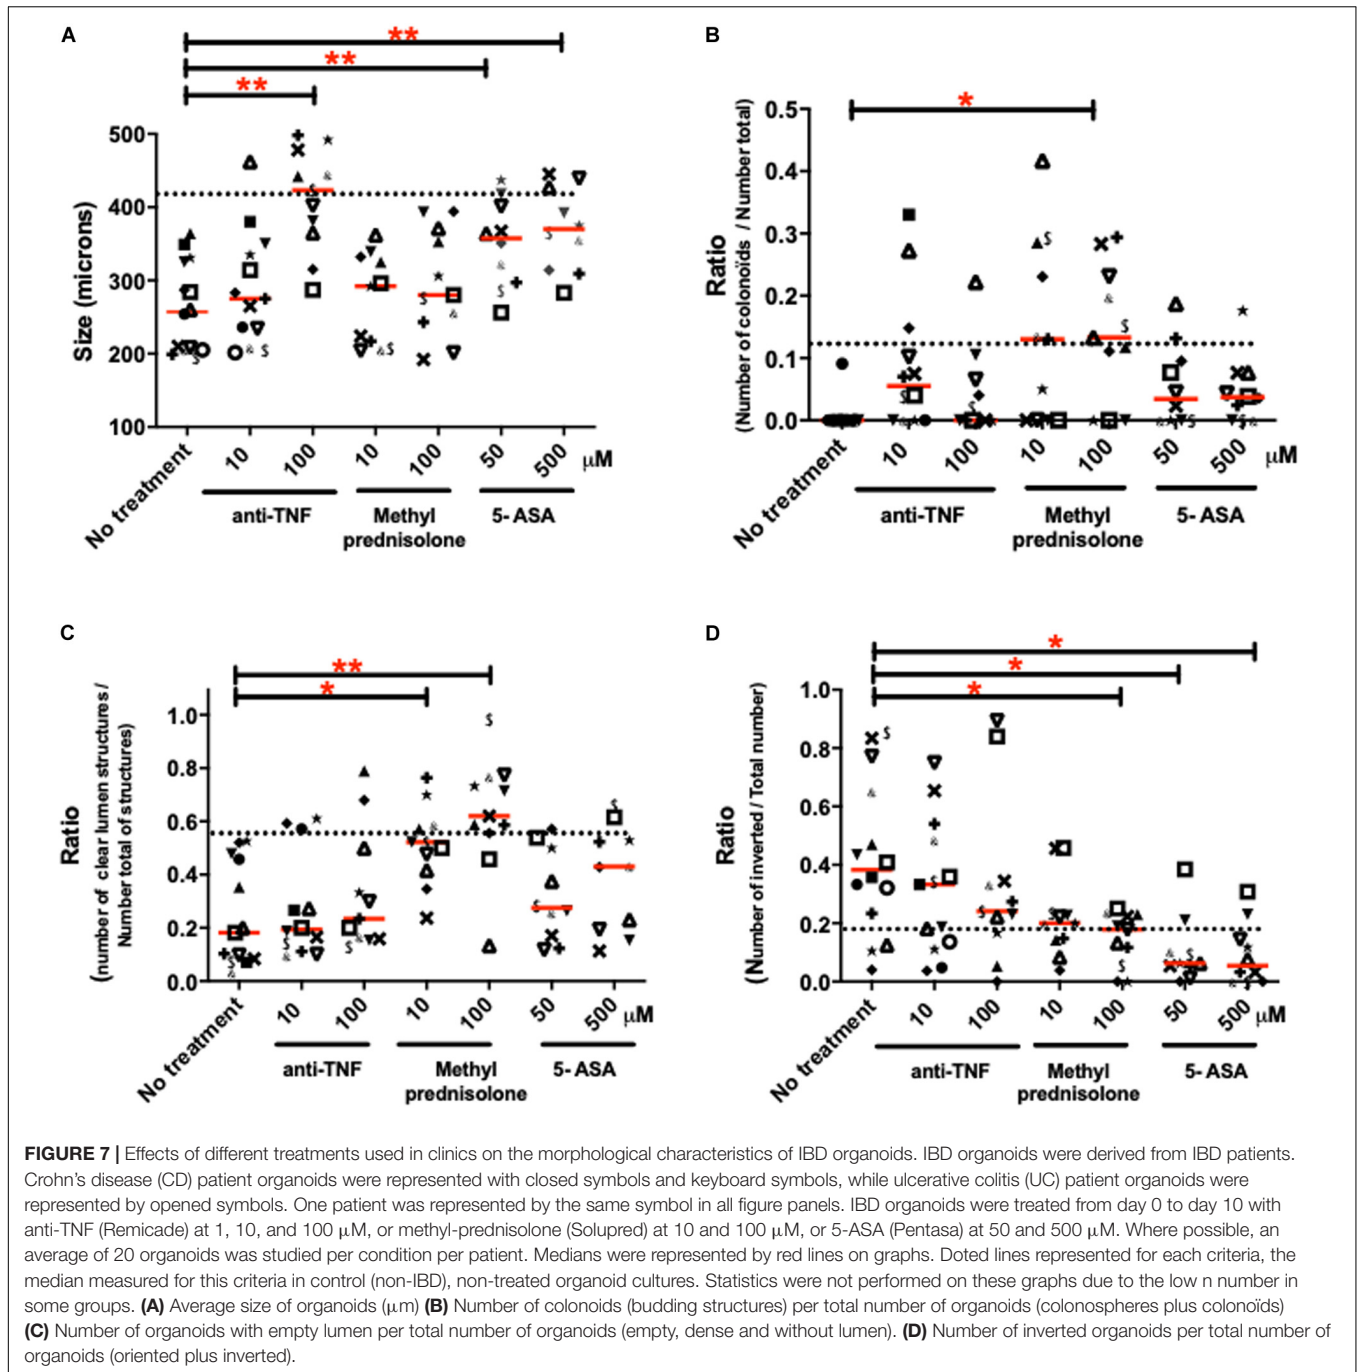 A
**
**
**
500
400
300
200
100
Size (microns)
No treatment
10
100
10
100
50
500
μM
anti-TNF
Methyl
prednisolone
5- ASA
B
*
0.5
0.4
0.3
0.2
0.1
0.0
Ratio
(Number of colonoïds / Number total)
No treatment
10
100
10
100
50
500
μM
anti-TNF
Methyl
prednisolone
5- ASA
C
**
*
1.0
0.8
0.6
0.4
0.2
0.0
Ratio
(number of clear lumen structures /
Number total of structures)
No treatment
10
100
10
100
50
500
μM
anti-TNF
Methyl
prednisolone
5- ASA
D
*
*
*
1.0
0.8
0.6
0.4
0.2
0.0
Ratio
(Number of inverted / Total number)
No treatment
10
100
10
100
50
500
μM
anti-TNF
Methyl
prednisolone
5- ASA
FIGURE 7 | Effects of different treatments used in clinics on the morphological characteristics of IBD organoids. IBD organoids were derived from IBD patients.
Crohn's disease (CD) patient organoids were represented with closed symbols and keyboard symbols, while ulcerative colitis (UC) patient organoids were
represented by opened symbols. One patient was represented by the same symbol in all figure panels. IBD organoids were treated from day 0 to day 10 with
anti-TNF (Remicade) at 1, 10, and 100 μM, or methyl-prednisolone (Solupred) at 10 and 100 μM, or 5-ASA (Pentasa) at 50 and 500 μM. Where possible, an
average of 20 organoids was studied per condition per patient. Medians were represented by red lines on graphs. Doted lines represented for each criteria, the
median measured for this criteria in control (non-IBD), non-treated organoid cultures. Statistics were not performed on these graphs due to the low n number in
some groups. (A) Average size of organoids (μm) (B) Number of colonoids (budding structures) per total number of organoids (colonospheres plus colonoïds)
(C) Number of organoids with empty lumen per total number of organoid (empty, dense and without lumen). (D) Number of inverted organoids per total number of
organoids (oriented plus inverted).